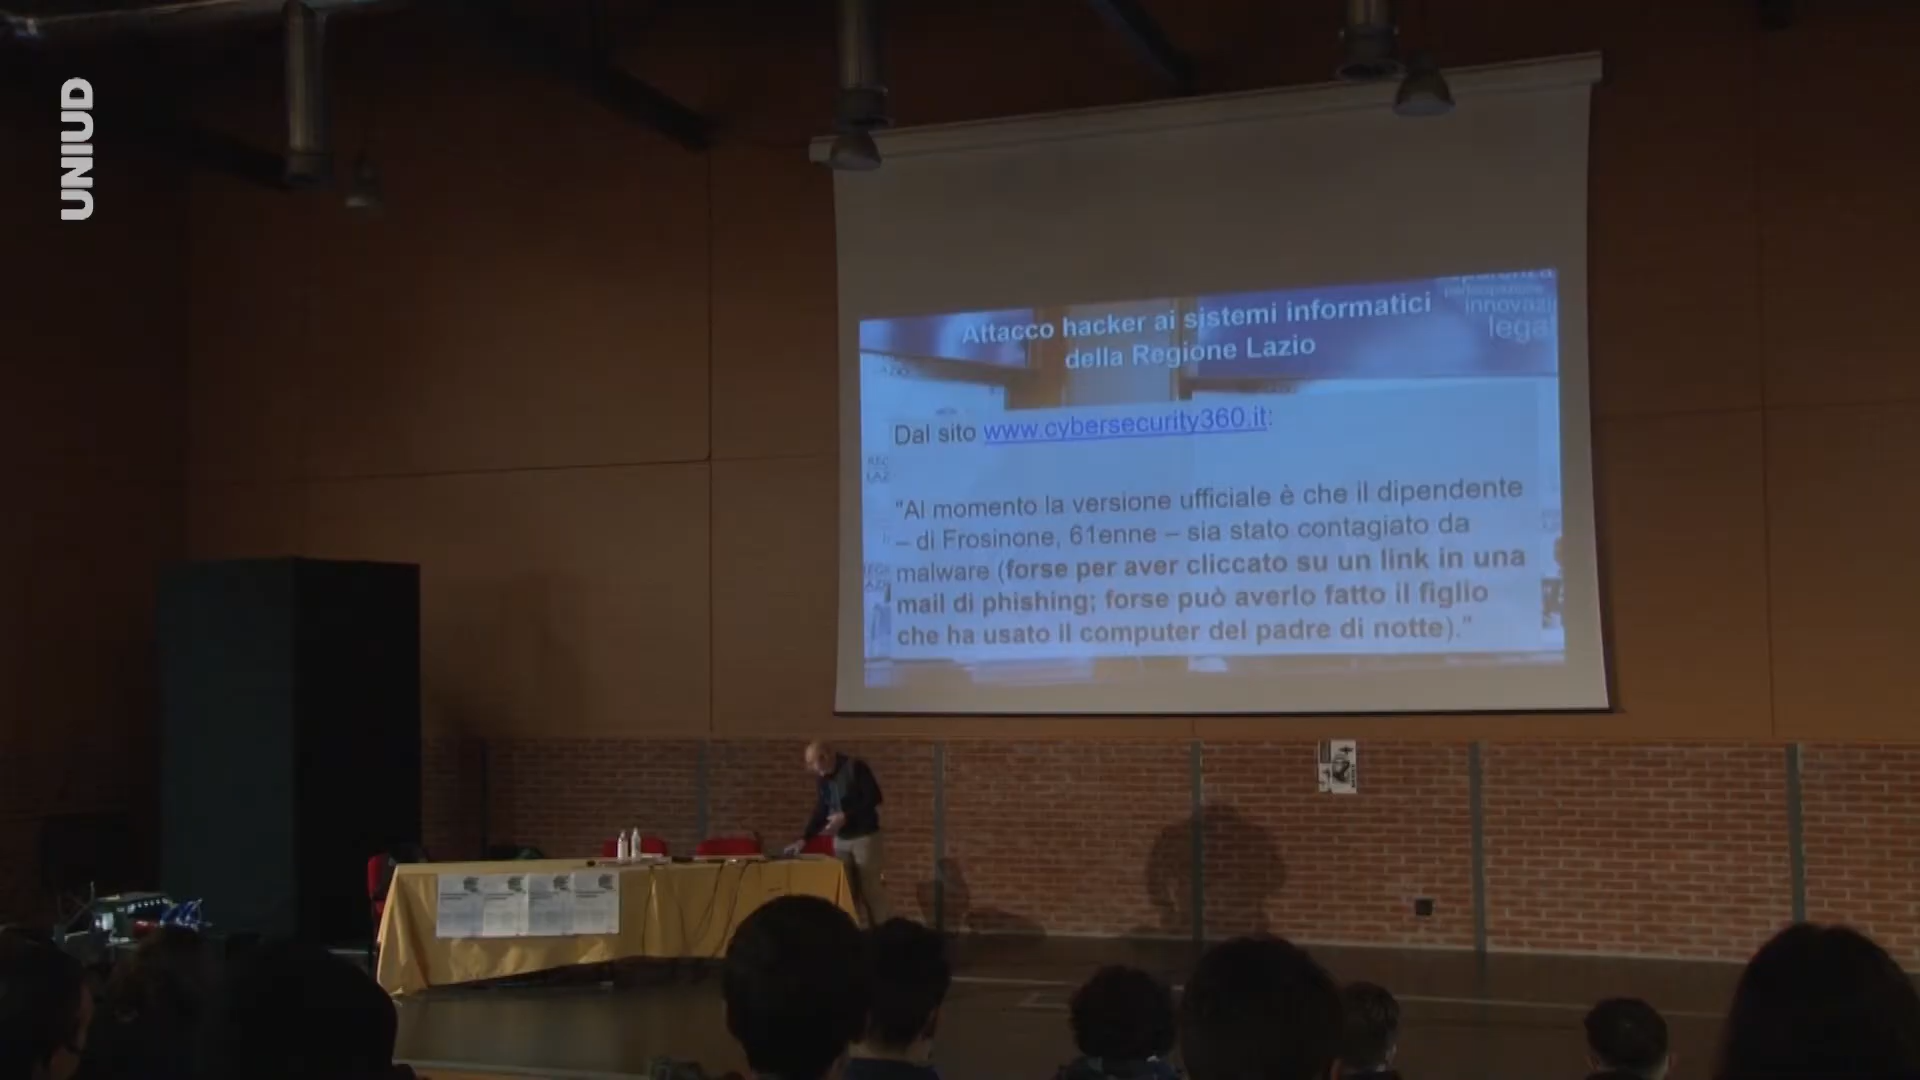 UNIUD
Attacco hacker ai sistemi informatici
della Regione Lazio
innovazi
legal
Dal sito www.cybersecurity360.it:
"Al momento la versione ufficiale è che il dipendente
– di Frosinone, 61enne – sia stato contagiato da
malware (forse per aver cliccato su un link in una
mail di phishing; forse può averlo fatto il figlio
che ha usato il computer del padre di notte)."